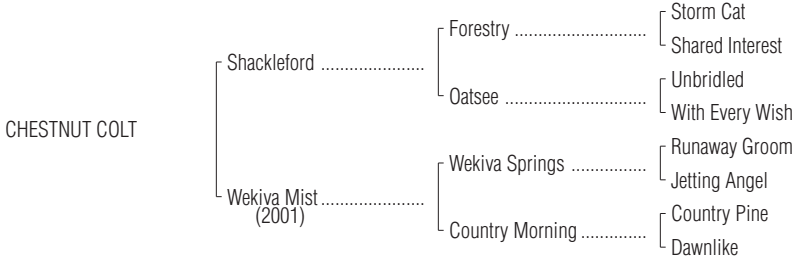 Storm Cat
Forestry ............................
Shared Interest
Shackleford ......................
Unbridled
Oatsee ..............................
With Every Wish
CHESTNUT COLT
Runaway Groom
Wekiva Springs ................
Jetting Angel
Wekiva Mist......................
(2001)
Country Pine
Country Morning ..............
Dawnlike